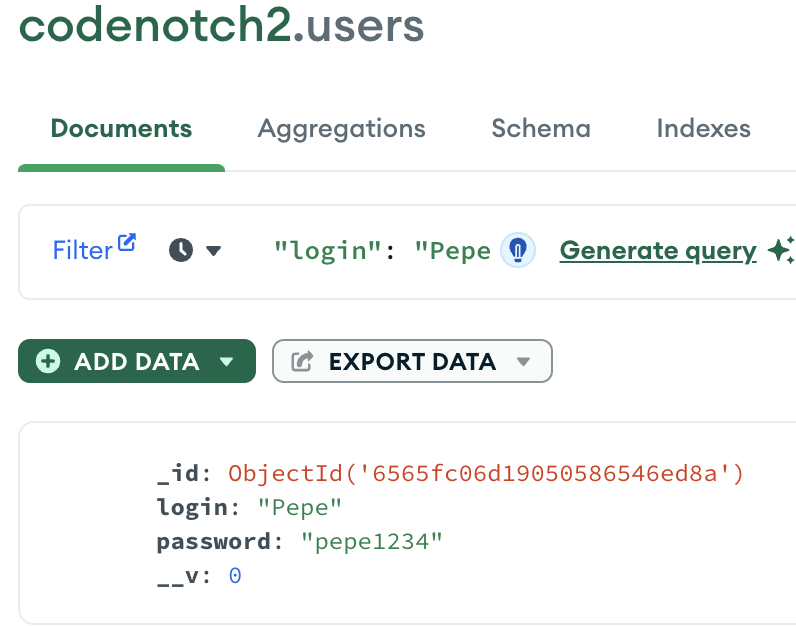 codenotch2.users
Documents Aggregations Schema Indexes
Filter "login": "Pepe Generate query
ADD DATA EXPORT DATA
_id: ObjectId('6565fc06d19050586546ed8a')
login: "Pepe"
password: "pepe1234"
__v: 0